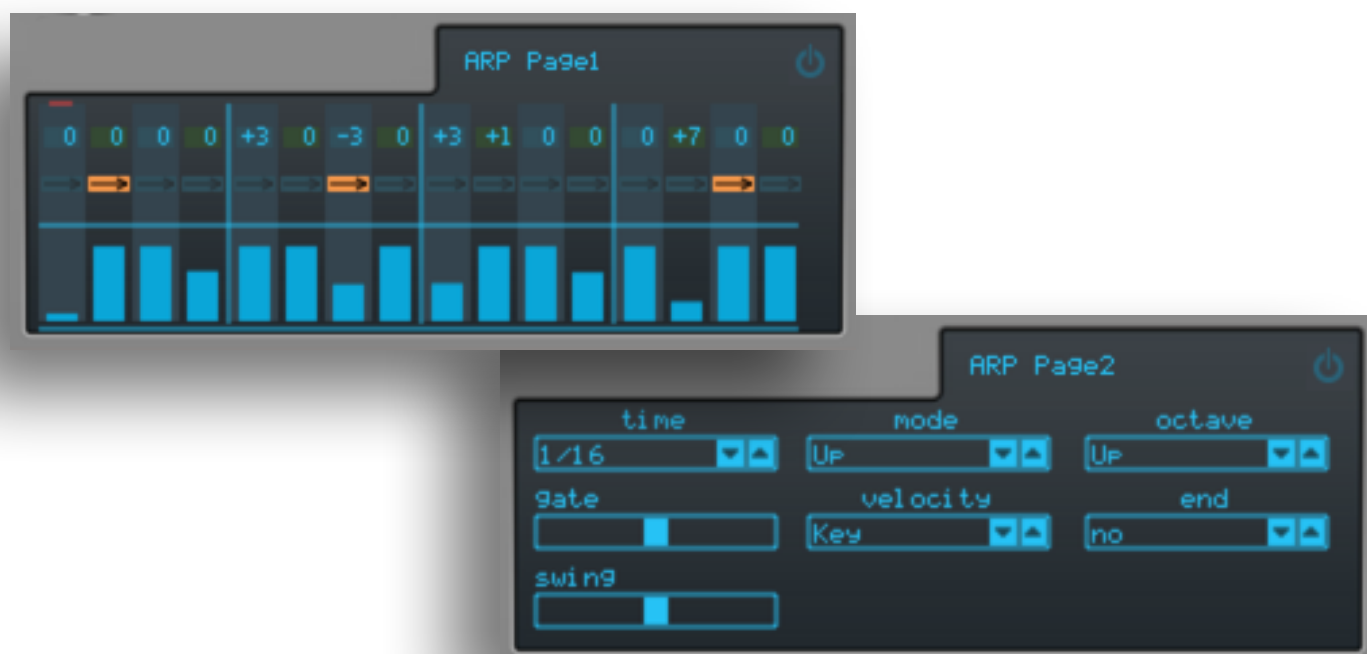 ARP Page1
0 0 0 0 +3 0 -3 0 +3 +1 0 0 0 +7 0 0
ARP Page2
time mode octave
1/16 Up Up
gate velocity end
Key no
swing